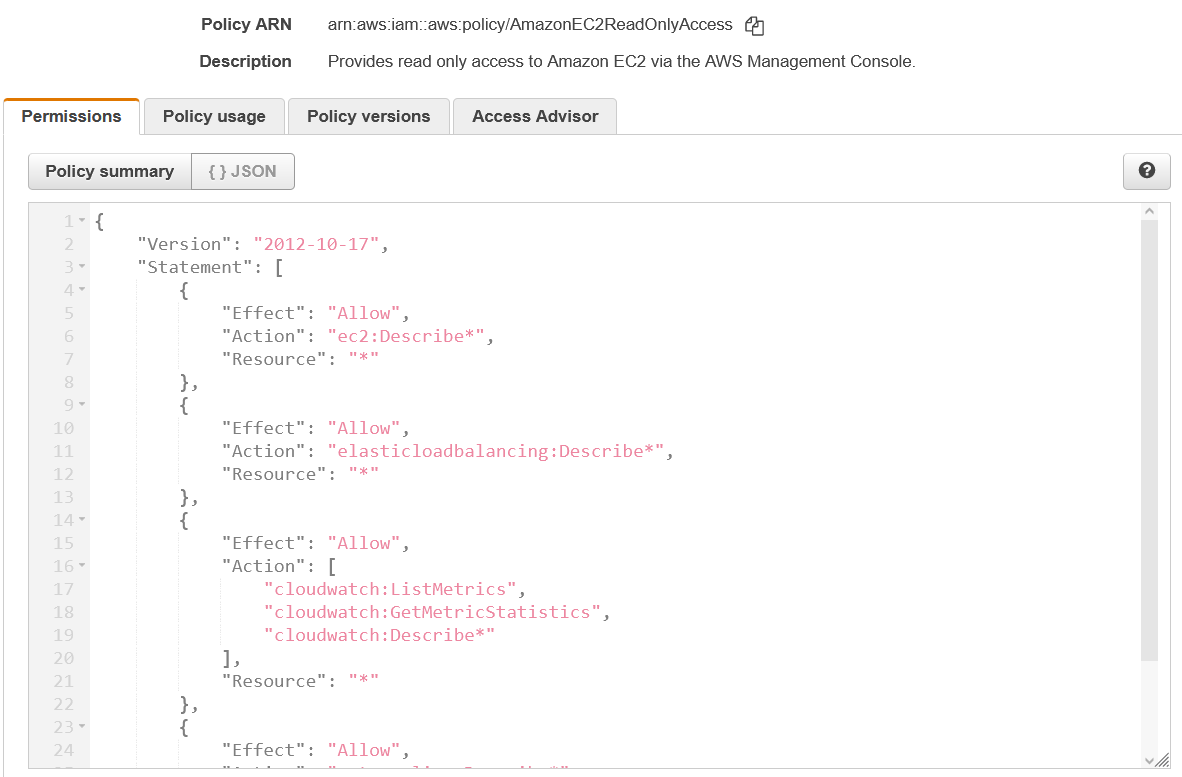 Policy ARN arn:aws:iam::aws:policy/AmazonEC2ReadOnlyAccess
Description Provides read only access to Amazon EC2 via the AWS Management Console.
Permissions Policy usage Policy versions Access Advisor
Policy summary { } JSON ?
1 {
2 "Version": "2012-10-17",
3 "Statement": [
4 {
5 "Effect": "Allow",
6 "Action": "ec2:Describe*",
7 "Resource": "*"
8 },
9 {
10 "Effect": "Allow",
11 "Action": "elasticloadbalancing:Describe*",
12 "Resource": "*"
13 },
14 {
15 "Effect": "Allow",
16 "Action": [
17 "cloudwatch:ListMetrics",
18 "cloudwatch:GetMetricStatistics",
19 "cloudwatch:Describe*"
20 ],
21 "Resource": "*"
22 },
23 {
24 "Effect": "Allow",